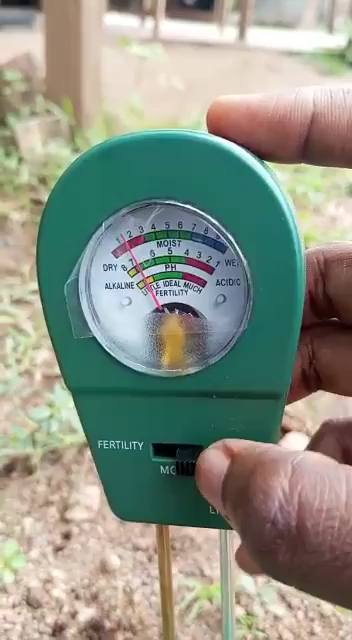 1 2 3 4 5 6 7 8
MOIST
DRY WET
8 7 6 5 4 3 2 1
PH
ALKALINE ACIDIC
LE IDEAL MUCH
FERTILITY
FERTILITY
MO